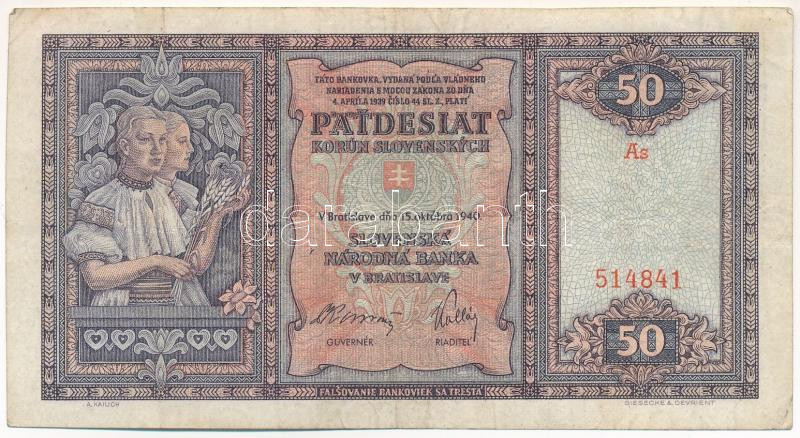 TÁTO BANKOVKA, VYDANÁ PODĽA VLÁDNEHO
NARIADENIA S MOCOU ZÁKONA ZO DŇA
4. APRÍLA 1939 ČÍSLO 44 SL. Z., PLATÍ
PÄŤDESIAT
KORÚN SLOVENSKÝCH
V Bratislave dňa 15. októbra 1940.
SLOVENSKÁ
NÁRODNÁ BANKA
V BRATISLAVE
GUVERNÉR RIADITEĽ
FALŠOVANIE BANKOVIEK SA TRESTÁ
50
As
514841
50
GIESECKE & DEVRIENT
darabanth